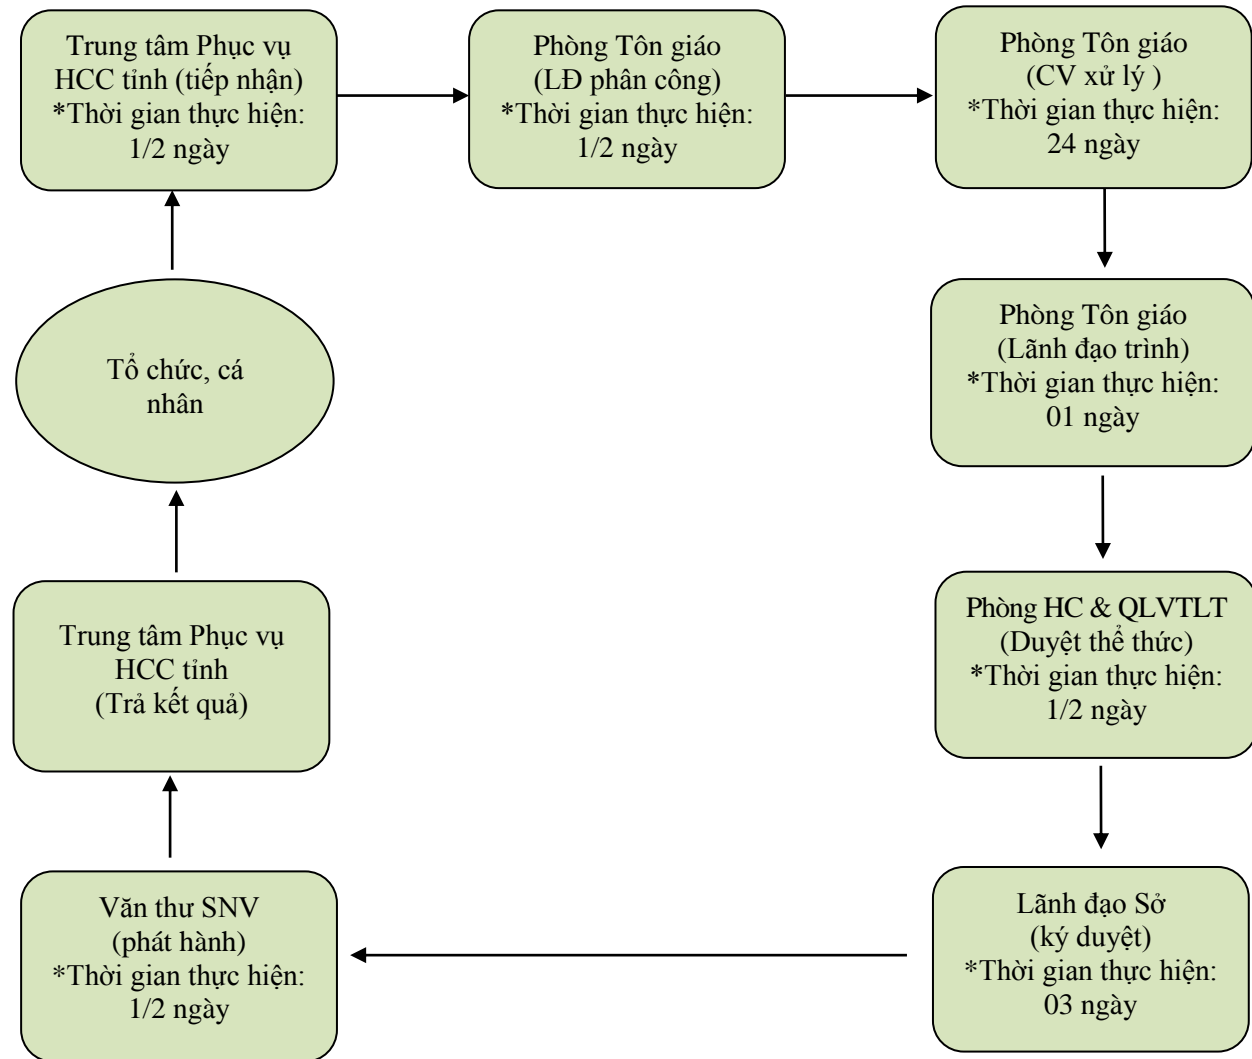 Trung tâm Phục vụ
HCC tỉnh (tiếp nhận)
*Thời gian thực hiện:
1/2 ngày
Phòng Tôn giáo
(LĐ phân công)
*Thời gian thực hiện:
1/2 ngày
Phòng Tôn giáo
(CV xử lý )
*Thời gian thực hiện:
24 ngày
Phòng Tôn giáo
(Lãnh đạo trình)
*Thời gian thực hiện:
01 ngày
Phòng HC & QLVTLT
(Duyệt thể thức)
*Thời gian thực hiện:
1/2 ngày
Lãnh đạo Sở
(ký duyệt)
*Thời gian thực hiện:
03 ngày
Văn thư SNV
(phát hành)
*Thời gian thực hiện:
1/2 ngày
Trung tâm Phục vụ
HCC tỉnh
(Trả kết quả)
Tổ chức, cá
nhân